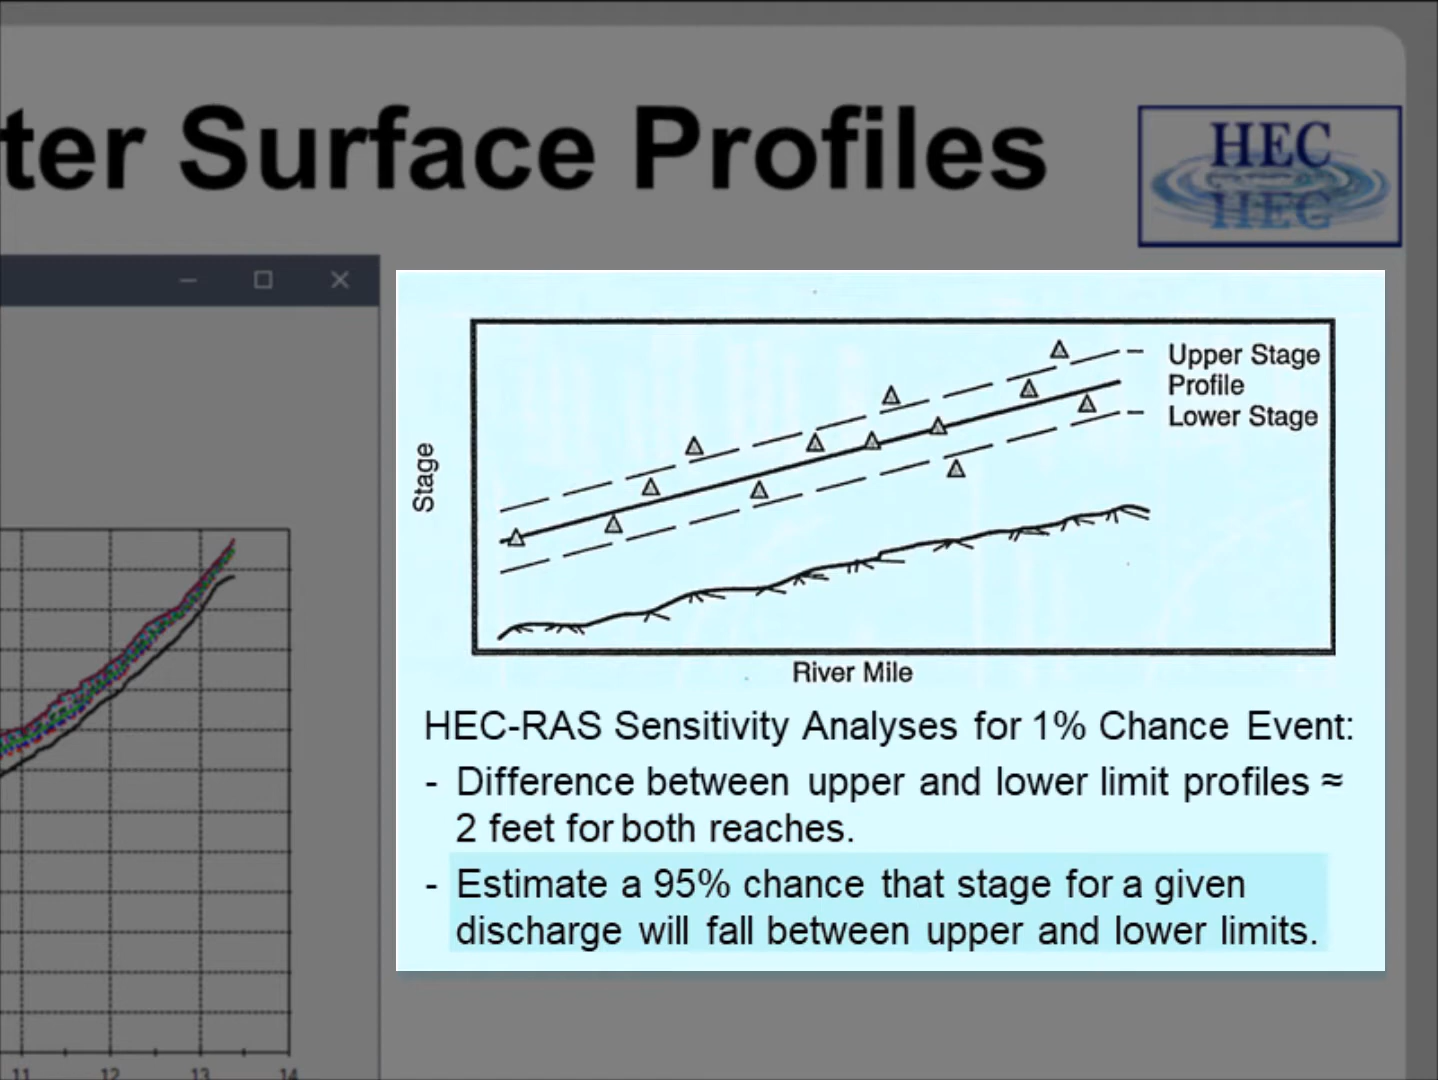 ter Surface Profiles
HEC
HEC
Upper Stage
Profile
Lower Stage
Stage
River Mile
HEC-RAS Sensitivity Analyses for 1% Chance Event:
- Difference between upper and lower limit profiles ≈
2 feet for both reaches.
- Estimate a 95% chance that stage for a given
discharge will fall between upper and lower limits.
11 12 13 14